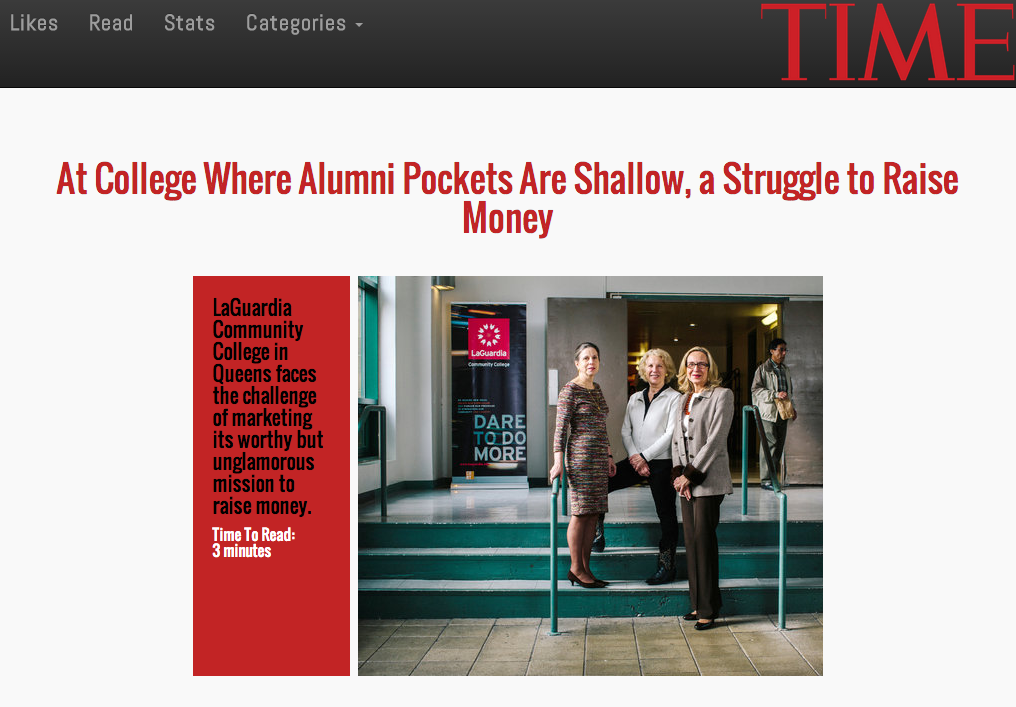 Likes Read Stats Categories
TIME
At College Where Alumni Pockets Are Shallow, a Struggle to Raise
Money
LaGuardia
Community
College in
Queens faces
the challenge
of marketing
its worthy but
unglamorous
mission to
raise money.
Time To Read:
3 minutes
LaGuardia
Community College
DARE
TO DO
MORE